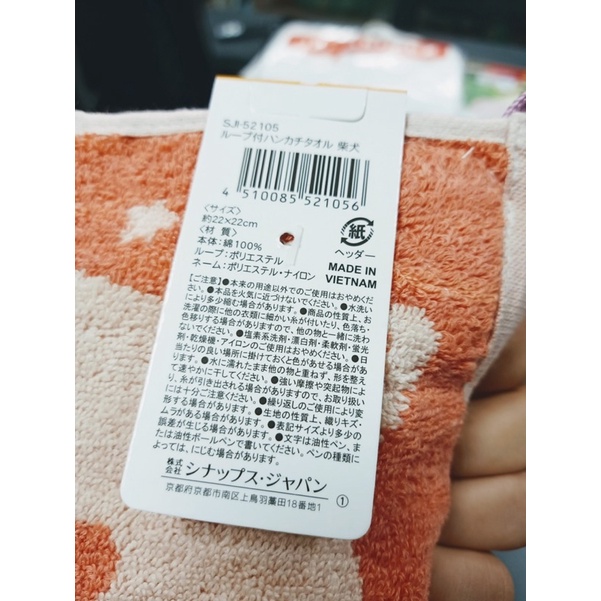 SJI-52105
ループ付ハンカチタオル 柴犬
4 510085 521056
〈サイズ〉
約22×22cm
〈材 質〉
本体：綿100%
ループ：ポリエステル
ネーム：ポリエステル・ナイロン
紙
ヘッダー
MADE IN
VIETNAM
【ご注意】●本来の用途以外でのご使用はおやめくだ
さい。●本品を火気に近づけないでください。●水洗い
により多少縮む場合があります。●商品の性質上、お
洗濯の際に他の衣類に細かい糸が付いたり、色落ち・
色移りする場合がありますので、他の物と一緒に洗わ
ないでください。●塩素系洗剤・漂白剤・柔軟剤・蛍光
剤・乾燥機・アイロンのご使用はおやめください。●日
当たりの良い場所に掛けておくと色があせる場合があ
ります。●水に濡れたまま他の物と重ねず、形を整え
て速やかに干してください。●強い摩擦や突起物によ
り、糸が引き出される場合がありますので、お取り扱い
には十分ご注意ください。●繰り返しのご使用により変
形する場合があります。●生地の性質上、織りキズ・
ムラがある場合があります。●表記サイズより多少の
誤差が生じる場合があります。●文字は油性ペン、ま
たは油性ボールペンで書いてください。ペンの種類に
よっては、にじむ場合があります。
株式会社 シナップス・ジャパン
京都府京都市南区上鳥羽藁田18番地1
①